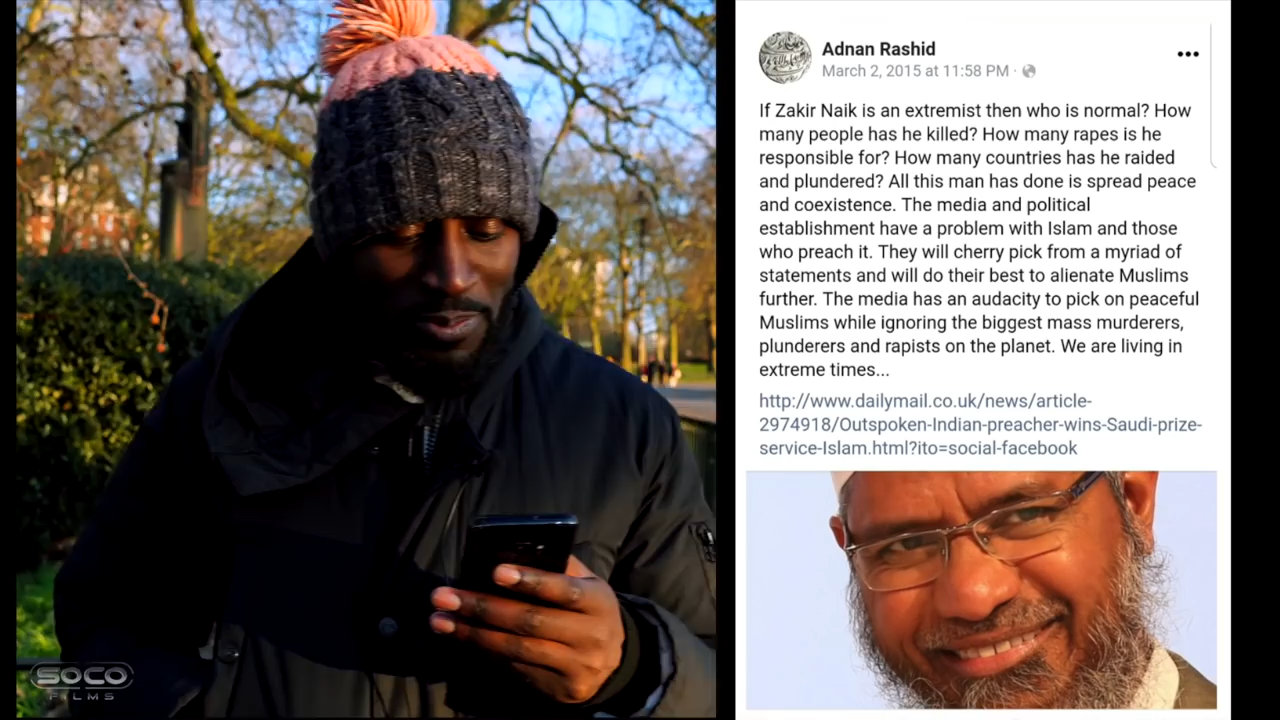 Adnan Rashid
March 2, 2015 at 11:58 PM ·
If Zakir Naik is an extremist then who is normal? How
many people has he killed? How many rapes is he
responsible for? How many countries has he raided
and plundered? All this man has done is spread peace
and coexistence. The media and political
establishment have a problem with Islam and those
who preach it. They will cherry pick from a myriad of
statements and will do their best to alienate Muslims
further. The media has an audacity to pick on peaceful
Muslims while ignoring the biggest mass murderers,
plunderers and rapists on the planet. We are living in
extreme times...
http://www.dailymail.co.uk/news/article-
2974918/Outspoken-Indian-preacher-wins-Saudi-prize-
service-Islam.html?ito=social-facebook
SOCO
FILMS